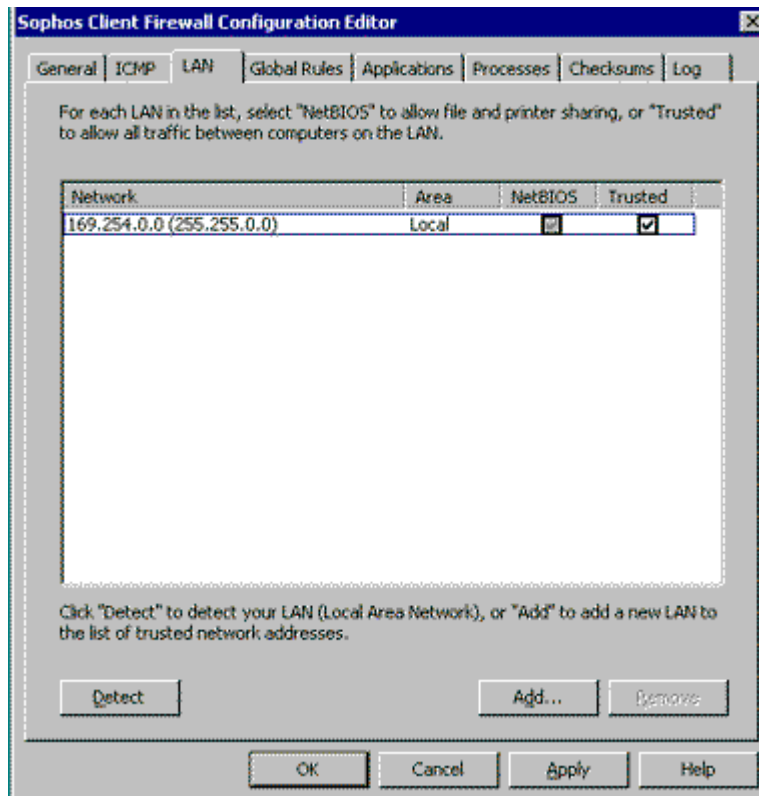 Sophos Client Firewall Configuration Editor
General ICMP LAN Global Rules Applications Processes Checksums Log
For each LAN in the list, select "NetBIOS" to allow file and printer sharing, or "Trusted"
to allow all traffic between computers on the LAN.
Network Area NetBIOS Trusted
169.254.0.0 (255.255.0.0) Local
Click "Detect" to detect your LAN (Local Area Network), or "Add" to add a new LAN to
the list of trusted network addresses.
Detect Add... Remove
OK Cancel Apply Help